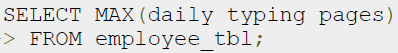 SELECT MAX(daily typing pages)
> FROM employee_tbl;